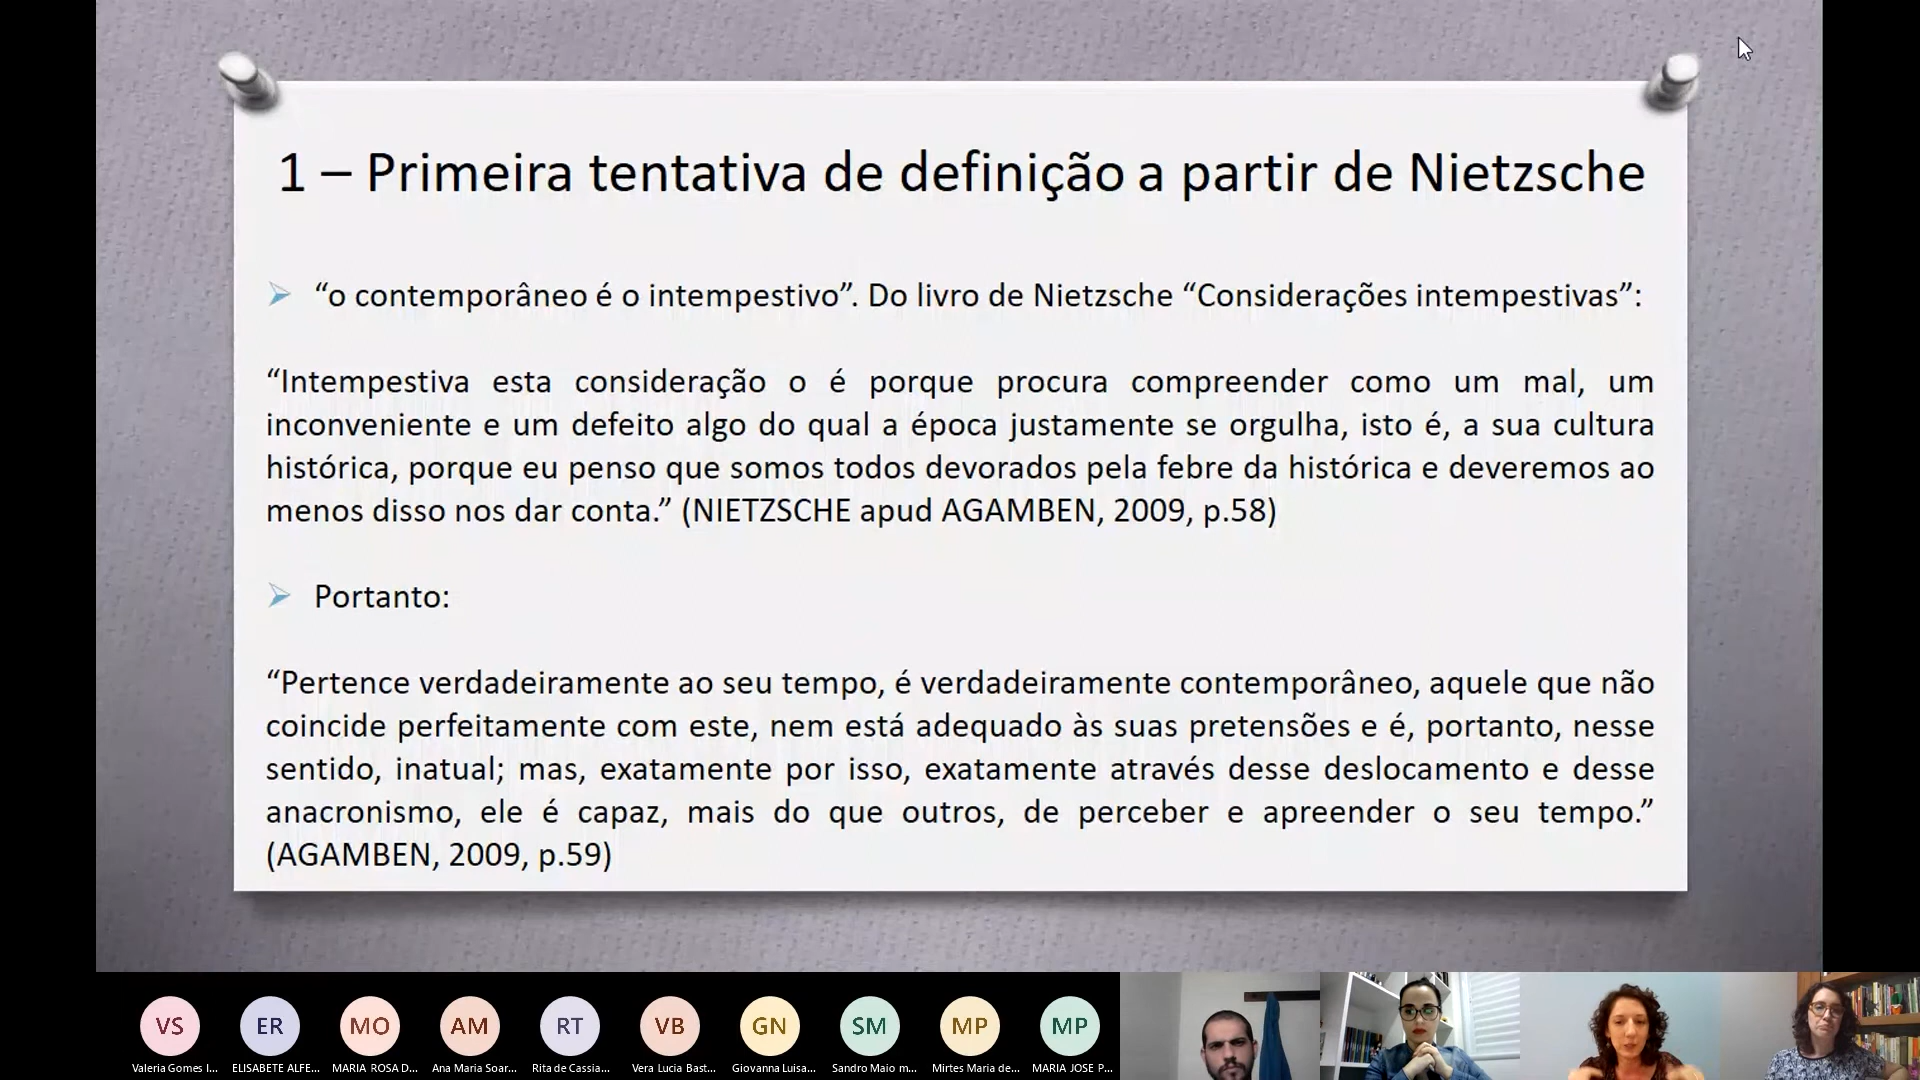 1 – Primeira tentativa de definição a partir de Nietzsche
“o contemporâneo é o intempestivo”. Do livro de Nietzsche “Considerações intempestivas”:
“Intempestiva esta consideração o é porque procura compreender como um mal, um
inconveniente e um defeito algo do qual a época justamente se orgulha, isto é, a sua cultura
histórica, porque eu penso que somos todos devorados pela febre da histórica e deveremos ao
menos disso nos dar conta.” (NIETZSCHE apud AGAMBEN, 2009, p.58)
Portanto:
“Pertence verdadeiramente ao seu tempo, é verdadeiramente contemporâneo, aquele que não
coincide perfeitamente com este, nem está adequado às suas pretensões e é, portanto, nesse
sentido, inatual; mas, exatamente por isso, exatamente através desse deslocamento e desse
anacronismo, ele é capaz, mais do que outros, de perceber e apreender o seu tempo.”
(AGAMBEN, 2009, p.59)
VS ER MO AM RT VB GN SM MP MP
Valeria Gomes I... ELISABETE ALFE... MARIA ROSA D... Ana Maria Soar... Rita de Cassia... Vera Lucia Bast... Giovanna Luisa... Sandro Maio m... Mirtes Maria de... MARIA JOSE P...